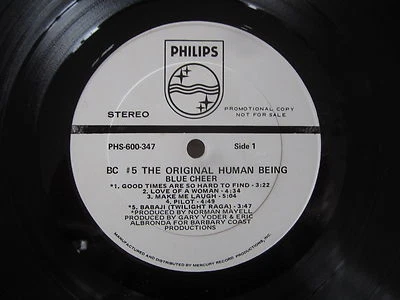 PHILIPS
STEREO
PROMOTIONAL COPY
NOT FOR SALE
PHS-600-347
Side 1
BC #5 THE ORIGINAL HUMAN BEING
BLUE CHEER
*1. GOOD TIMES ARE SO HARD TO FIND - 3:22
2. LOVE OF A WOMAN - 4:34
3. MAKE ME LAUGH - 5:04
4. PILOT - 4:49
*5. BABAJI (TWILIGHT RAGA) - 3:47
*PRODUCED BY NORMAN MAYELL
PRODUCED BY GARY YODER & ERIC
ALBRONDA FOR BARBARY COAST
PRODUCTIONS
MANUFACTURED AND DISTRIBUTED BY MERCURY RECORD PRODUCTIONS, INC.